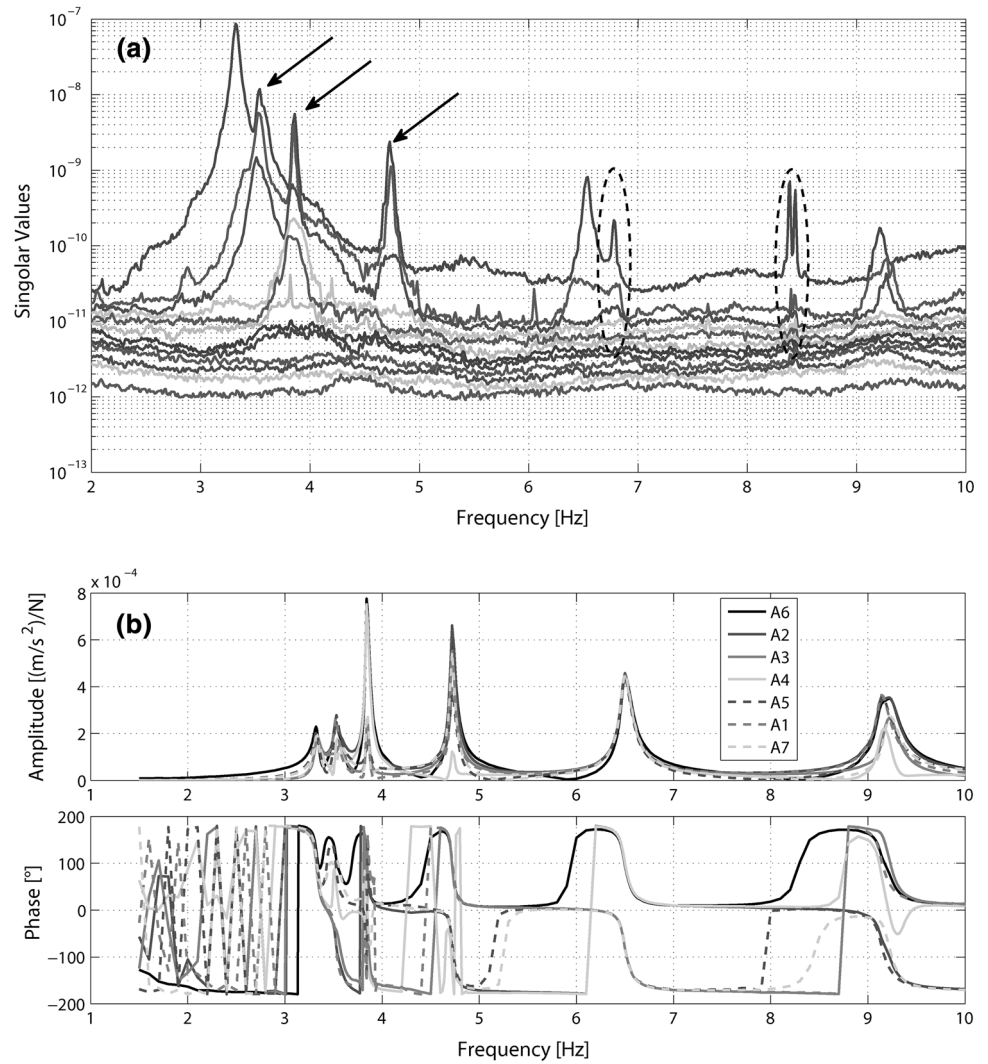 (a)
Singolar Values
10⁻⁷
10⁻⁸
10⁻⁹
10⁻¹⁰
10⁻¹¹
10⁻¹²
10⁻¹³
2 3 4 5 6 7 8 9 10
Frequency [Hz]
(b)
x 10⁻⁴
Amplitude [(m/s²)/N]
8
6
4
2
0
1 2 3 4 5 6 7 8 9 10
A6
A2
A3
A4
A5
A1
A7
Phase [°]
200
100
0
−100
−200
1 2 3 4 5 6 7 8 9 10
Frequency [Hz]